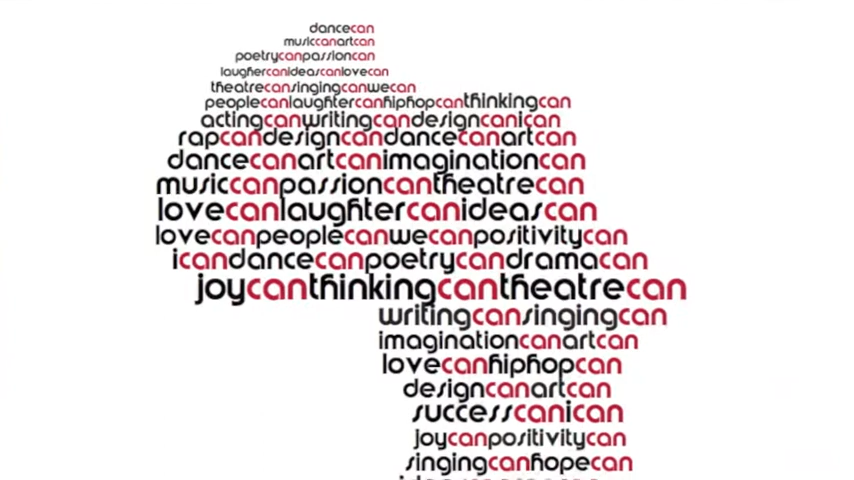 dancecan
musiccanartcan
poetrycanpassioncan
laughercanideascanlovecan
theatrecansingingcanwecan
peoplecanlaughtercanhiphopcanthinkingcan
actingcanwritingcandesigncanican
rapcandesigncandancecanartcan
dancecanartcanimaginationcan
musiccanpassioncantheatrecan
lovecanlaughtercanideascan
lovecanpeoplecanwecanpositivitycan
icandancecanpoetrycandramacan
joycanthinkingcantheatrecan
writingcansingingcan
imaginationcanartcan
lovecanhiphopcan
designcanartcan
successcanican
joycanpositivitycan
singingcanhopecan